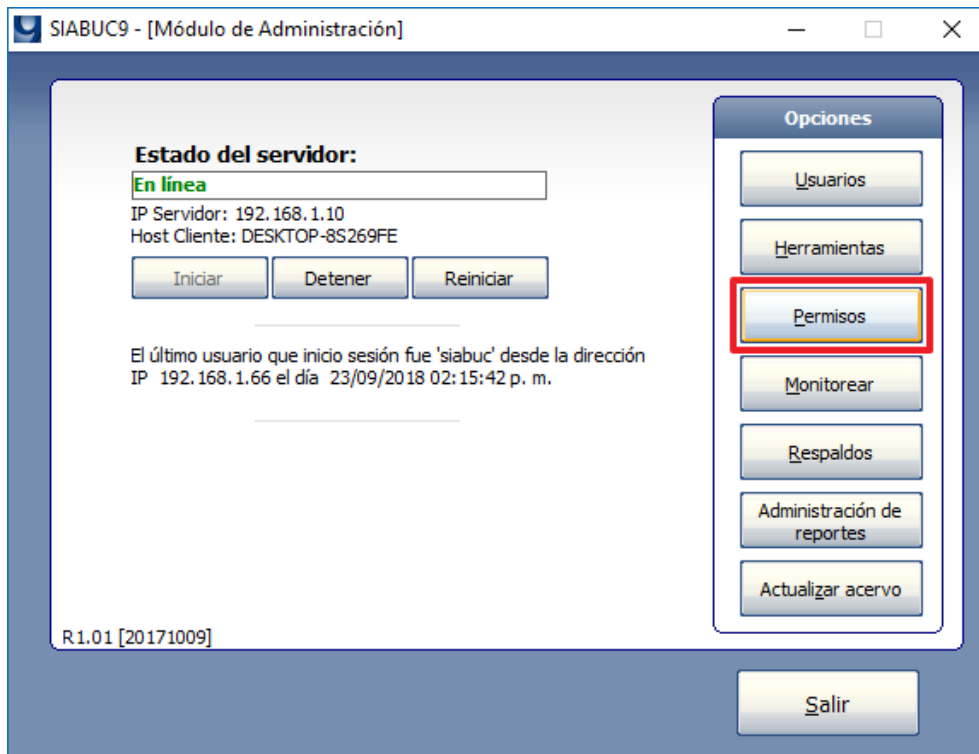 SIABUC9 - [Módulo de Administración]
Opciones
Estado del servidor:
En línea
IP Servidor: 192.168.1.10
Host Cliente: DESKTOP-8S269FE
Iniciar Detener Reiniciar
El último usuario que inicio sesión fue 'siabuc' desde la dirección
IP 192.168.1.66 el día 23/09/2018 02:15:42 p. m.
Usuarios
Herramientas
Permisos
Monitorear
Respaldos
Administración de
reportes
Actualizar acervo
R1.01 [20171009]
Salir